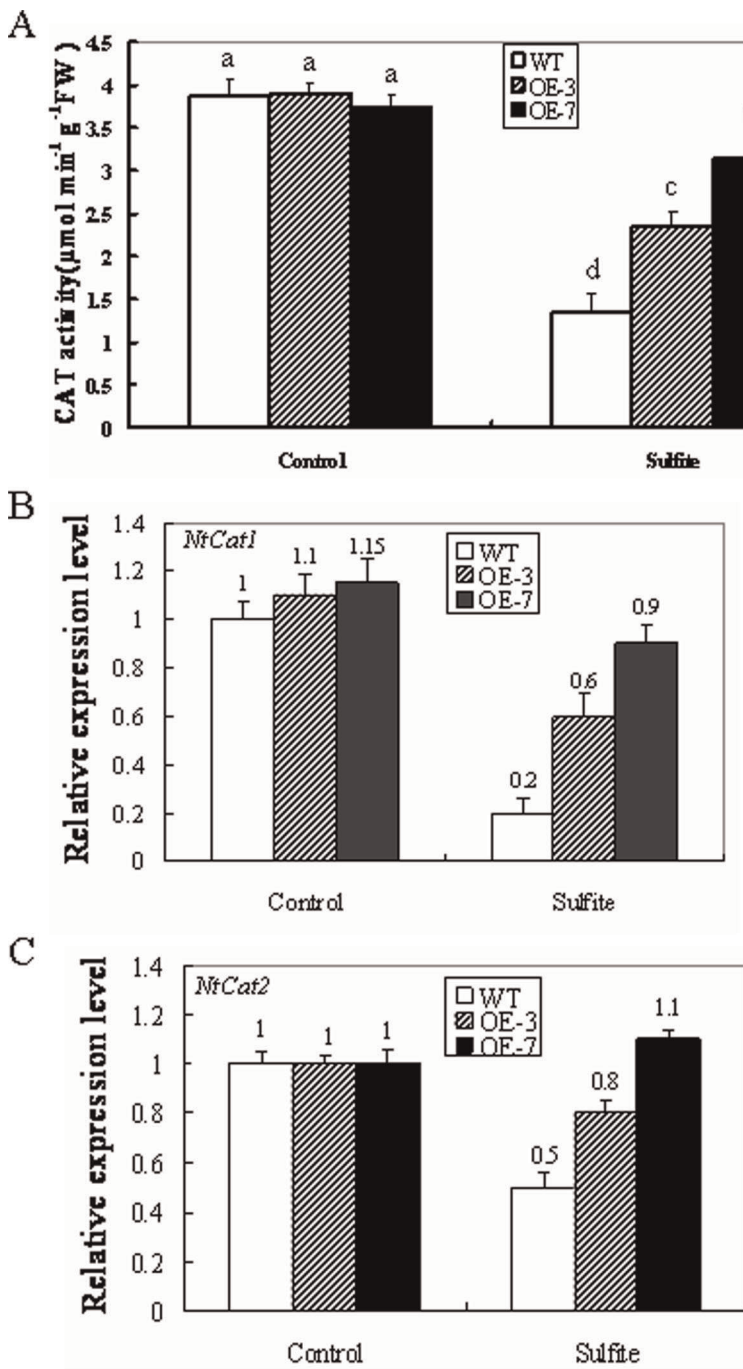 A
CAT activity(μmol min⁻¹ g⁻¹FW )
4.5
4
3.5
3
2.5
2
1.5
1
0.5
0
a
a
a
d
c
WT
OE-3
OE-7
Control
Sulfite
B
Relative expression level
1.4
1.2
1
0.8
0.6
0.4
0.2
0
NtCat1
1
1.1
1.15
0.2
0.6
0.9
WT
OE-3
OE-7
Control
Sulfite
C
Relative expression level
1.4
1.2
1
0.8
0.6
0.4
0.2
0
NtCat2
1
1
1
0.5
0.8
1.1
WT
OE-3
OE-7
Control
Sulfite